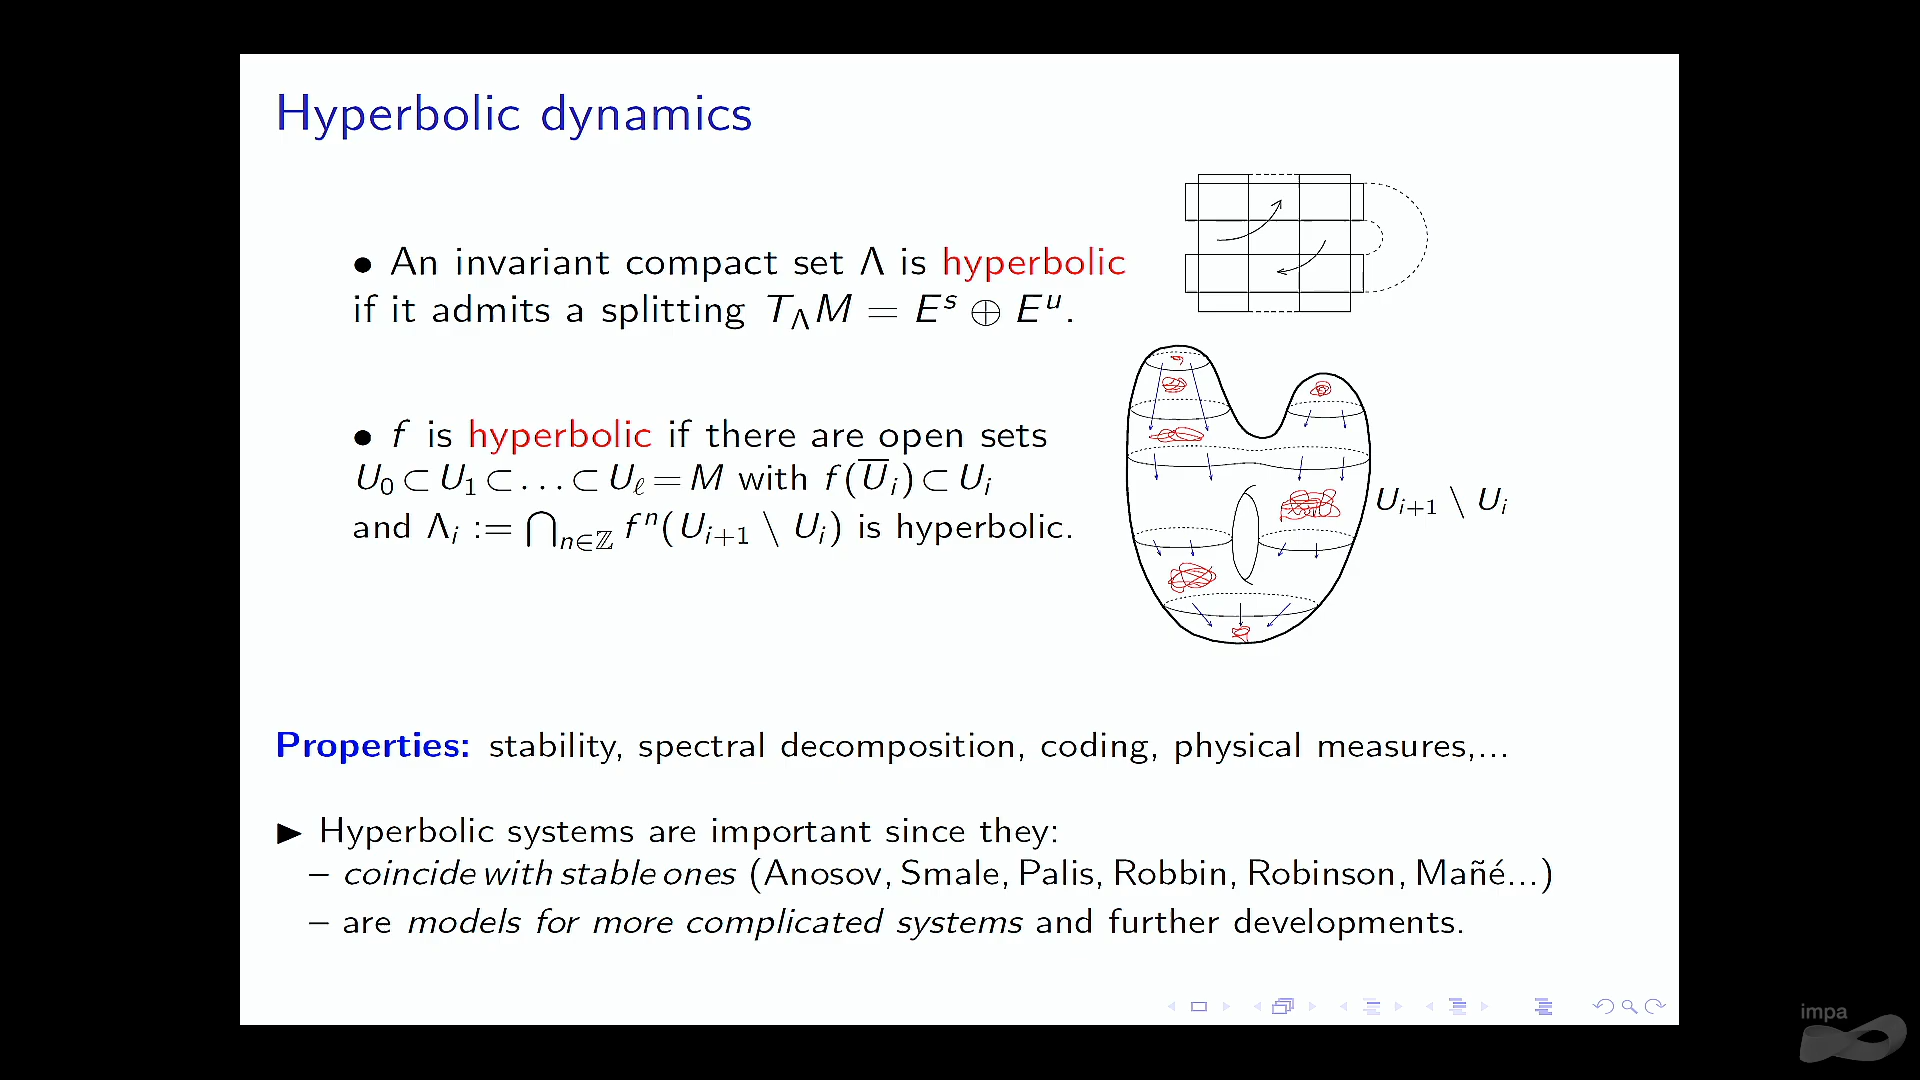 Hyperbolic dynamics
• An invariant compact set Λ is hyperbolic
if it admits a splitting T_Λ M = E^s ⊕ E^u.
• f is hyperbolic if there are open sets
U_0 ⊂ U_1 ⊂ ... ⊂ U_ℓ = M with f(\overline{U}_i) ⊂ U_i
and Λ_i := ⋂_{n∈ℤ} f^n(U_{i+1} \ U_i) is hyperbolic.
U_{i+1} \ U_i
Properties: stability, spectral decomposition, coding, physical measures,...
▶ Hyperbolic systems are important since they:
– coincide with stable ones (Anosov, Smale, Palis, Robbin, Robinson, Mañé...)
– are models for more complicated systems and further developments.
impa